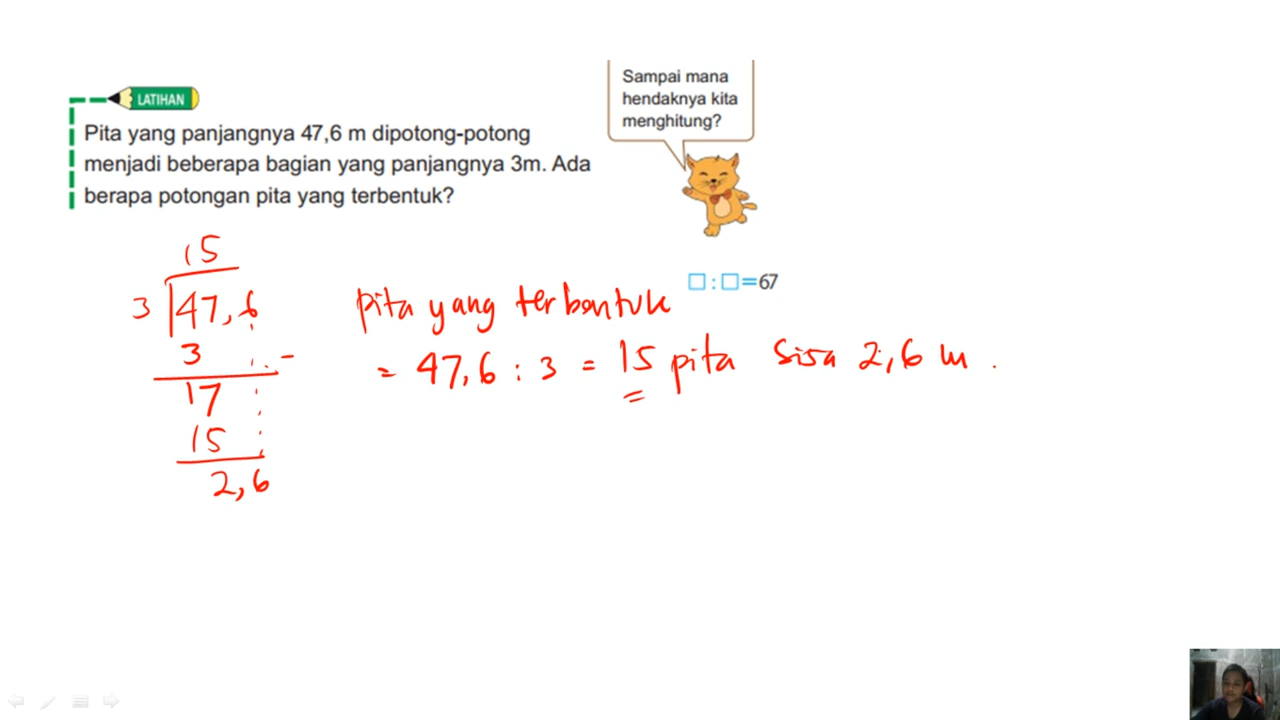 LATIHAN
Pita yang panjangnya 47,6 m dipotong-potong
menjadi beberapa bagian yang panjangnya 3m. Ada
berapa potongan pita yang terbentuk?
Sampai mana
hendaknya kita
menghitung?
□ : □ = 67
15
3 47,6
3 -
17
15
2,6
pita yang terbentuk
= 47,6 : 3 = 15 pita sisa 2,6 m .